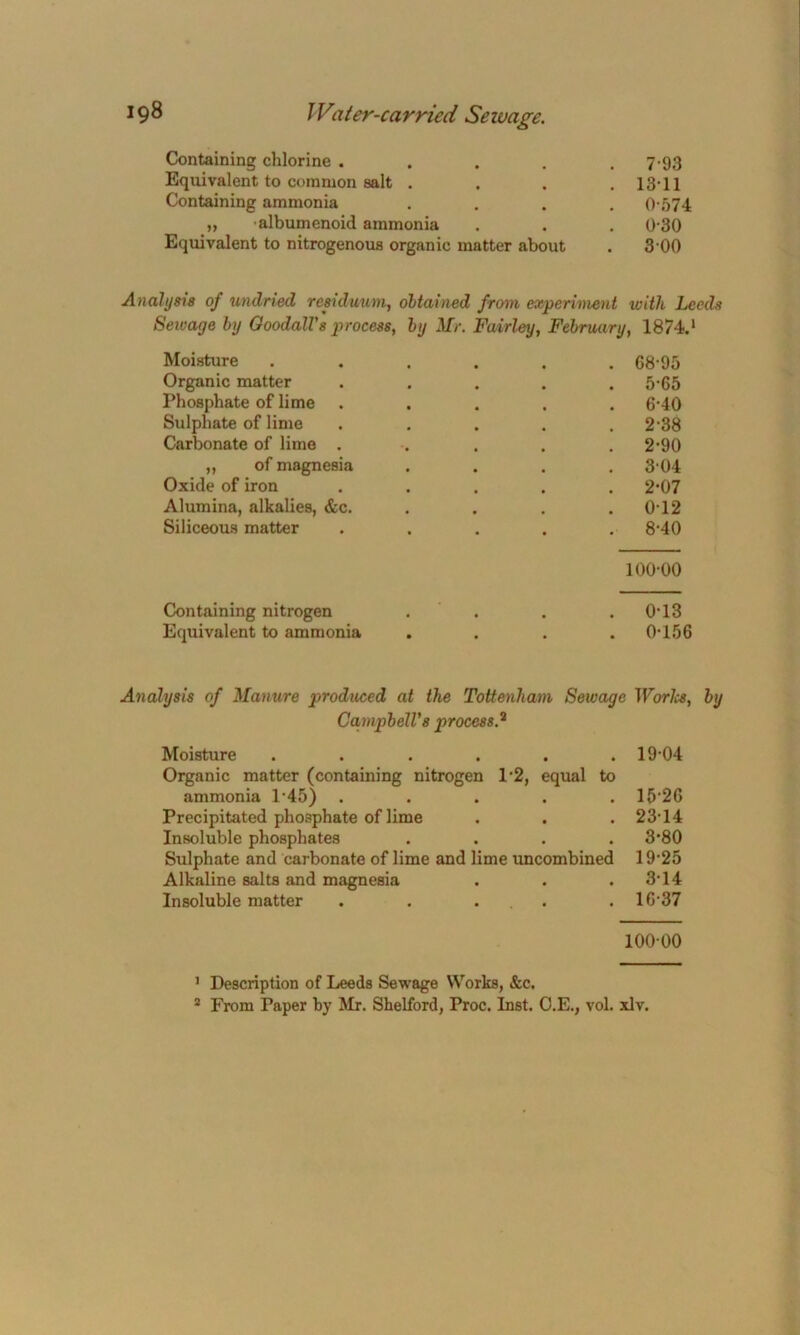 198 Water-carried Sewage.
Containing chlorine . . . . . 7·93
Equivalent to common salt . . . . 13·11
Containing ammonia . . . . 0·574
„ albumenoid ammonia . . . 0·30
Equivalent to nitrogenous organic matter about . 3·00
Analysis of undried residuum, obtained from experiment with Leeds
Sewage by Goodall's process, by Mr. Fairley, February, 1874.¹
Moisture . . . . . . 68·95
Organic matter . . . . . 5·65
Phosphate of lime . . . . . 6·40
Sulphate of lime . . . . . 2·38
Carbonate of lime . . . . . 2·90
„ of magnesia . . . . 3·04
Oxide of iron . . . . . 2·07
Alumina, alkalies, &c. . . . . 0·12
Siliceous matter . . . . . 8·40
100·00
Containing nitrogen . . . . 0·13
Equivalent to ammonia . . . . 0·156
Analysis of Manure produced at the Tottenham Sewage Works, by
Campbell's process.²
Moisture . . . . . . 19·04
Organic matter (containing nitrogen 1·2, equal to
ammonia 1·45) . . . . . 15·26
Precipitated phosphate of lime . . . 23·14
Insoluble phosphates . . . . 3·80
Sulphate and carbonate of lime and lime uncombined 19·25
Alkaline salts and magnesia . . . 3·14
Insoluble matter . . . . . 16·37
100·00
¹ Description of Leeds Sewage Works, &c.
² From Paper by Mr. Shelford, Proc. Inst. C.E., vol. xlv.